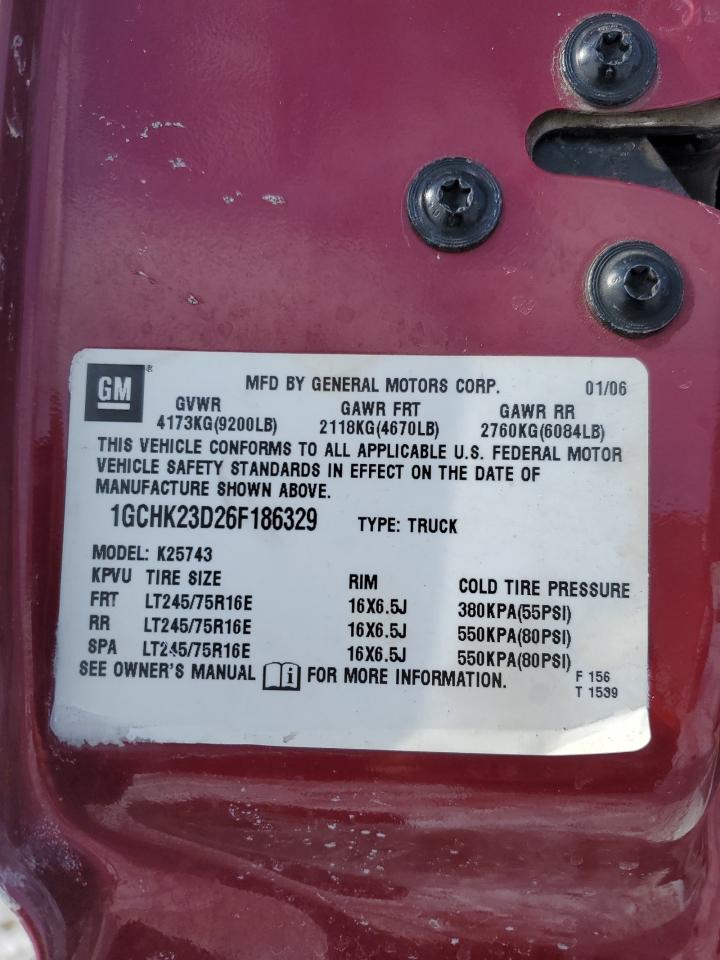 GM® MFD BY GENERAL MOTORS CORP. 01/06
GVWR GAWR FRT GAWR RR
4173KG(9200LB) 2118KG(4670LB) 2760KG(6084LB)
THIS VEHICLE CONFORMS TO ALL APPLICABLE U.S. FEDERAL MOTOR
VEHICLE SAFETY STANDARDS IN EFFECT ON THE DATE OF
MANUFACTURE SHOWN ABOVE.
1GCHK23D26F186329 TYPE: TRUCK
MODEL: K25743
KPVU TIRE SIZE RIM COLD TIRE PRESSURE
FRT LT245/75R16E 16X6.5J 380KPA(55PSI)
RR LT245/75R16E 16X6.5J 550KPA(80PSI)
SPA LT245/75R16E 16X6.5J 550KPA(80PSI)
SEE OWNER'S MANUAL i FOR MORE INFORMATION. F 156
T 1539